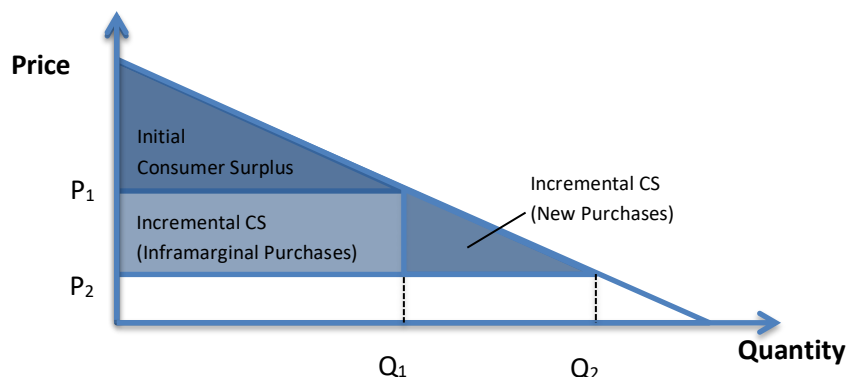 Price
Initial
Consumer Surplus
P₁
Incremental CS
(New Purchases)
Incremental CS
(Inframarginal Purchases)
P₂
Quantity
Q₁
Q₂